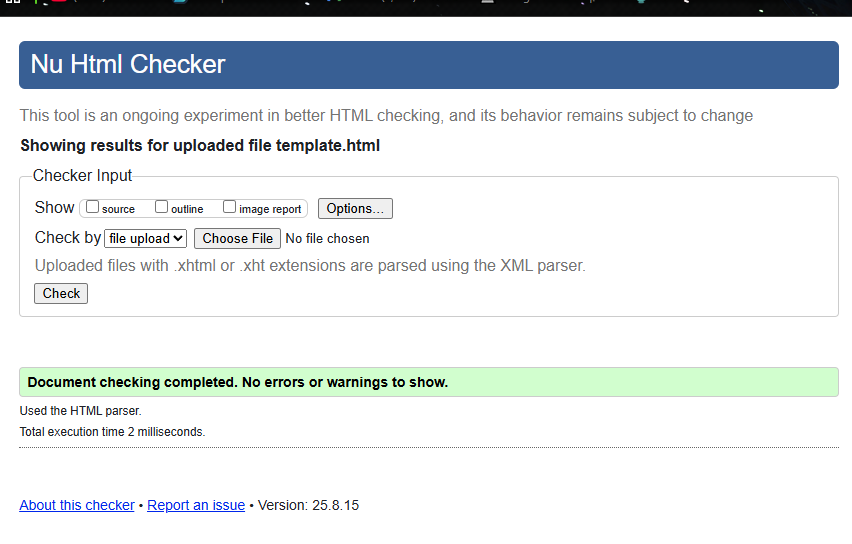 Nu Html Checker
This tool is an ongoing experiment in better HTML checking, and its behavior remains subject to change
Showing results for uploaded file template.html
Checker Input
Show source outline image report Options...
Check by file upload Choose File No file chosen
Uploaded files with .xhtml or .xht extensions are parsed using the XML parser.
Check
Document checking completed. No errors or warnings to show.
Used the HTML parser.
Total execution time 2 milliseconds.
About this checker • Report an issue • Version: 25.8.15